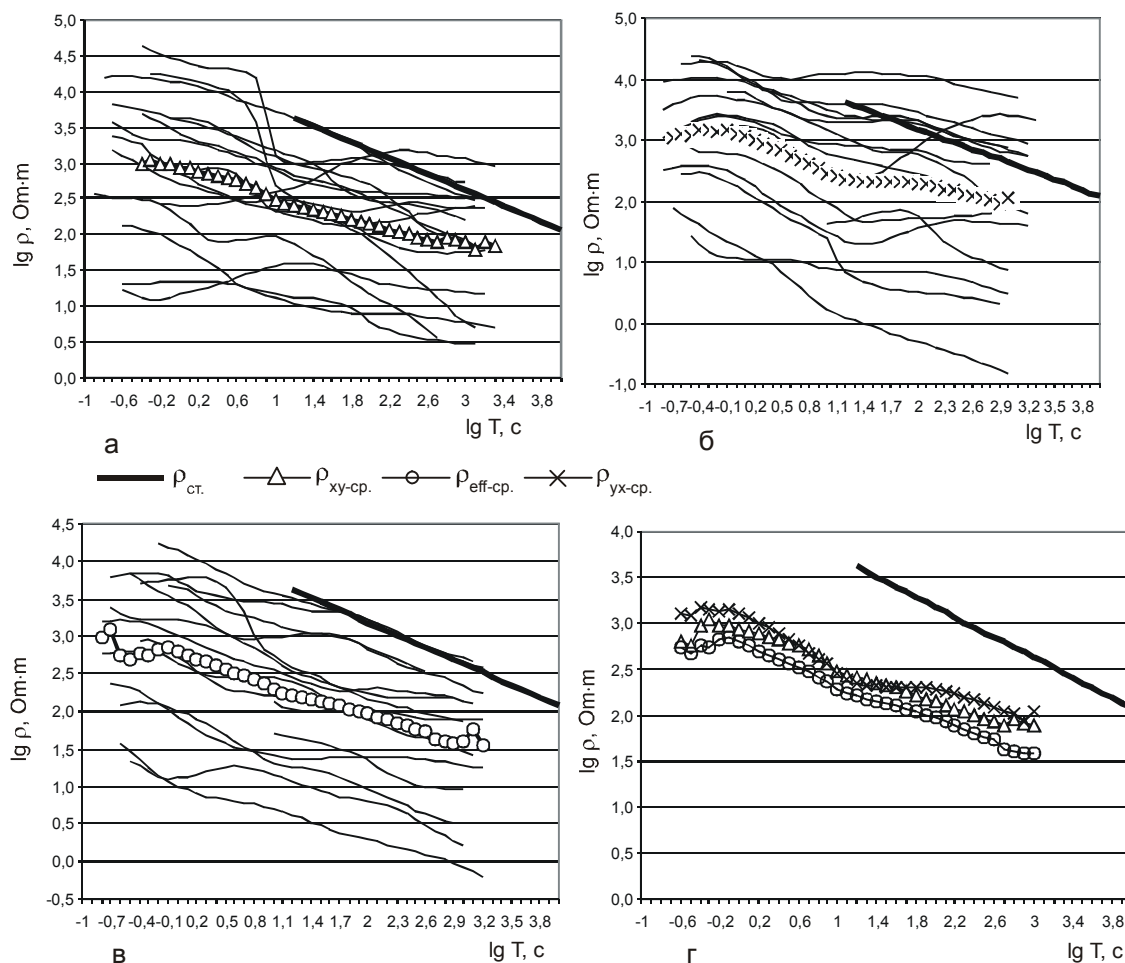 5,0
4,5
4,0
3,5
3,0
2,5
2,0
1,5
1,0
0,5
0,0
lg ρ, Om·m
-1 -0,6 -0,2 0,2 0,6 1 1,4 1,8 2,2 2,6 3 3,4 3,8
lg T, c
а
5,0
4,0
3,0
2,0
1,0
0,0
-1,0
lg ρ, Om·m
-1 -0,7 -0,4 -0,1 0,2 0,5 0,8 1,1 1,4 1,7 2 2,3 2,6 2,9 3,2 3,5 3,8
lg T, c
б
ρст. ρxy-ср. ρeff-ср. ρyx-ср.
4,5
4,0
3,5
3,0
2,5
2,0
1,5
1,0
0,5
0,0
-0,5
lg ρ, Om·m
-1 -0,7 -0,4 -0,1 0,2 0,5 0,8 1,1 1,4 1,7 2 2,3 2,6 2,9 3,2 3,5 3,8
lg T, c
в
4,0
3,5
3,0
2,5
2,0
1,5
1,0
0,5
0,0
lg ρ, Om·m
-1 -0,6 -0,2 0,2 0,6 1 1,4 1,8 2,2 2,6 3 3,4 3,8
lg T, c
г